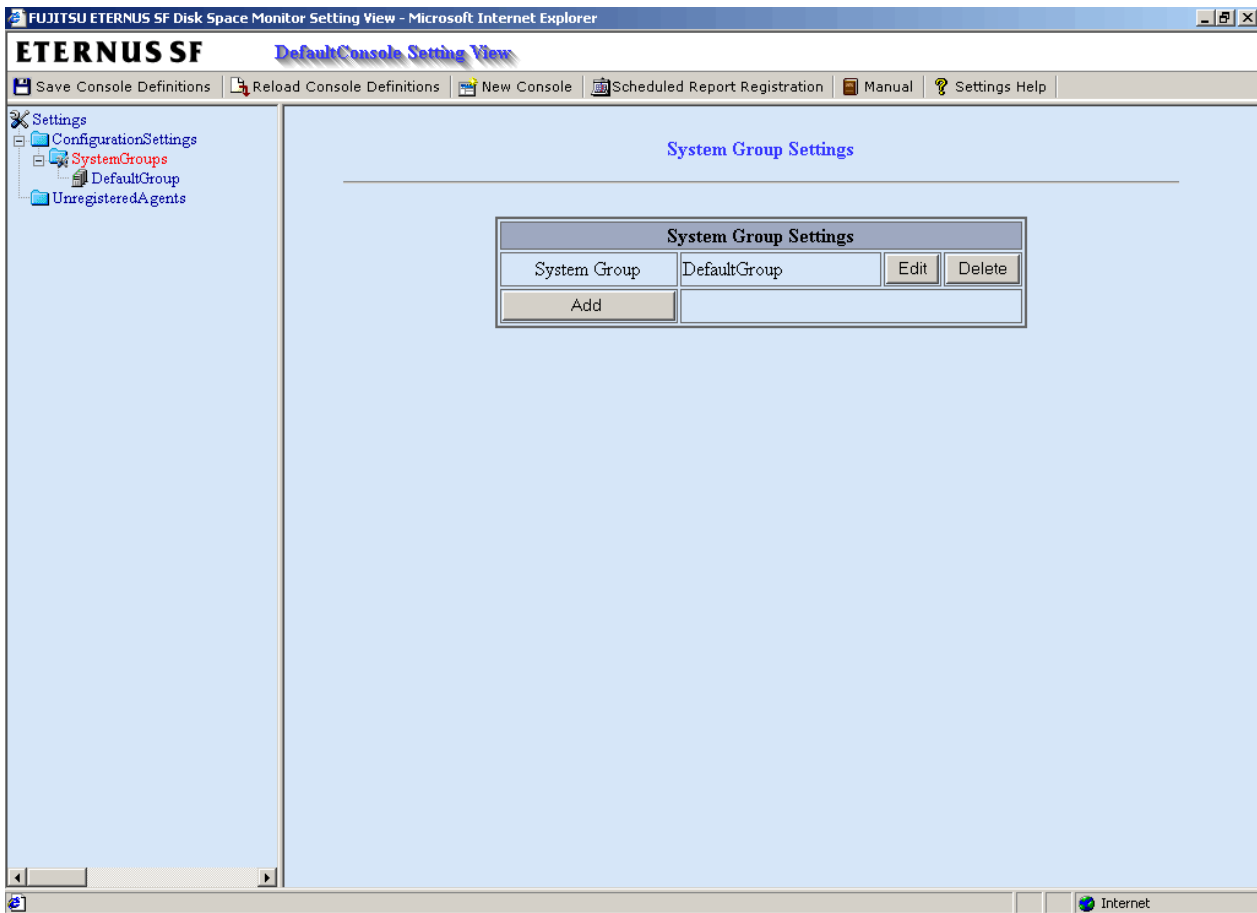 FUJITSU ETERNUS SF Disk Space Monitor Setting View - Microsoft Internet Explorer
ETERNUS SF DefaultConsole Setting View
Save Console Definitions Reload Console Definitions New Console Scheduled Report Registration Manual Settings Help
Settings
ConfigurationSettings
SystemGroups
DefaultGroup
UnregisteredAgents
System Group Settings
System Group Settings
System Group DefaultGroup Edit Delete
Add
Internet